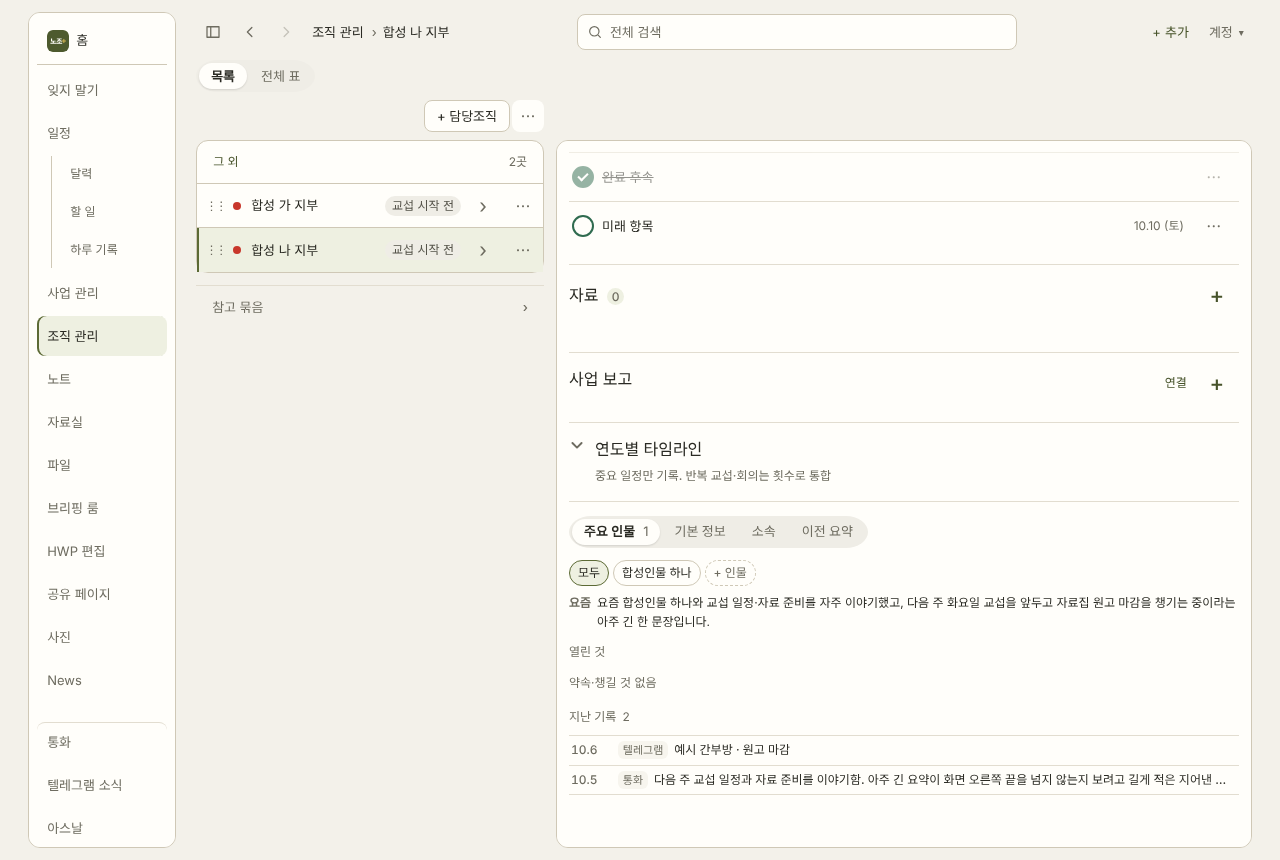 노조+ 홈
잊지 말기
일정
달력
할 일
하루 기록
사업 관리
조직 관리
노트
자료실
파일
브리핑 룸
HWP 편집
공유 페이지
사진
News
통화
텔레그램 소식
아스날
조직 관리 › 합성 나 지부
전체 검색
+ 추가
계정 ▾
목록 전체 표
+ 담당조직 ···
그 외 2곳
합성 가 지부 교섭 시작 전 › ···
합성 나 지부 교섭 시작 전 › ···
참고 묶음 ›
완료 후속 ···
미래 항목 10.10 (토) ···
자료 0 +
사업 보고 연결 +
연도별 타임라인
중요 일정만 기록. 반복 교섭·회의는 횟수로 통합
주요 인물 1 기본 정보 소속 이전 요약
모두 합성인물 하나 + 인물
요즘 요즘 합성인물 하나와 교섭 일정·자료 준비를 자주 이야기했고, 다음 주 화요일 교섭을 앞두고 자료집 원고 마감을 챙기는 중이라는
아주 긴 한 문장입니다.
열린 것
약속·챙길 것 없음
지난 기록 2
10.6 텔레그램 예시 간부방 · 원고 마감
10.5 통화 다음 주 교섭 일정과 자료 준비를 이야기함. 아주 긴 요약이 화면 오른쪽 끝을 넘지 않는지 보려고 길게 적은 지어낸 ...